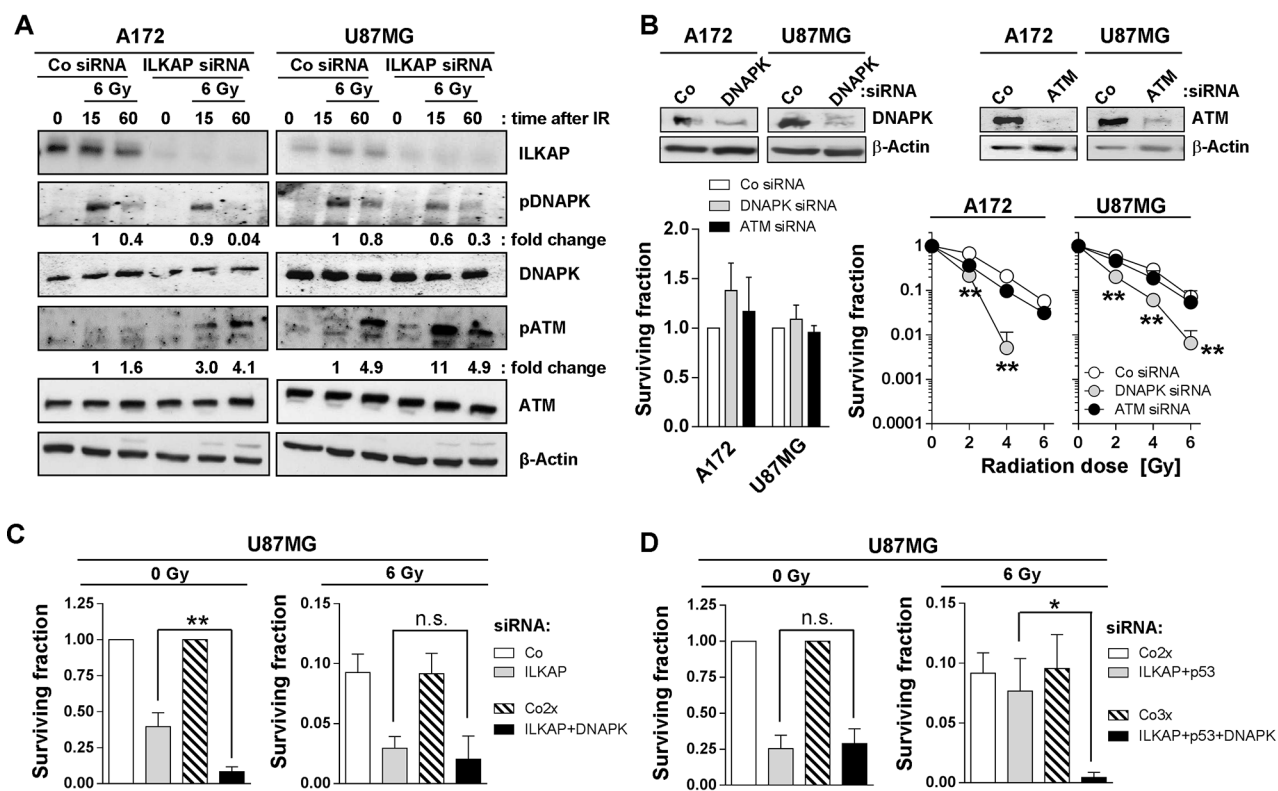 A
A172 U87MG
Co siRNA ILKAP siRNA Co siRNA ILKAP siRNA
6 Gy 6 Gy 6 Gy 6 Gy
0 15 60 0 15 60 0 15 60 0 15 60 : time after IR
ILKAP
pDNAPK
1 0.4 0.9 0.04 1 0.8 0.6 0.3 : fold change
DNAPK
pATM
1 1.6 3.0 4.1 1 4.9 11 4.9 : fold change
ATM
β-Actin
B
A172 U87MG
Co DNAPK Co DNAPK :siRNA
DNAPK
β-Actin
A172 U87MG
Co ATM Co ATM :siRNA
ATM
β-Actin
Co siRNA
DNAPK siRNA
ATM siRNA
Surviving fraction
2.0
1.5
1.0
0.5
0.0
A172 U87MG
A172 U87MG
Surviving fraction
1
0.1
0.01
0.001
0.0001
** **
** **
**
Co siRNA
DNAPK siRNA
ATM siRNA
0 2 4 6 0 2 4 6
Radiation dose [Gy]
C
U87MG
0 Gy 6 Gy
Surviving fraction
1.25
1.00
0.75
0.50
0.25
0.00
**
Surviving fraction
0.15
0.10
0.05
0.00
n.s.
siRNA:
Co
ILKAP
Co2x
ILKAP+DNAPK
D
U87MG
0 Gy 6 Gy
Surviving fraction
1.25
1.00
0.75
0.50
0.25
0.00
n.s.
Surviving fraction
0.15
0.10
0.05
0.00
*
siRNA:
Co2x
ILKAP+p53
Co3x
ILKAP+p53+DNAPK